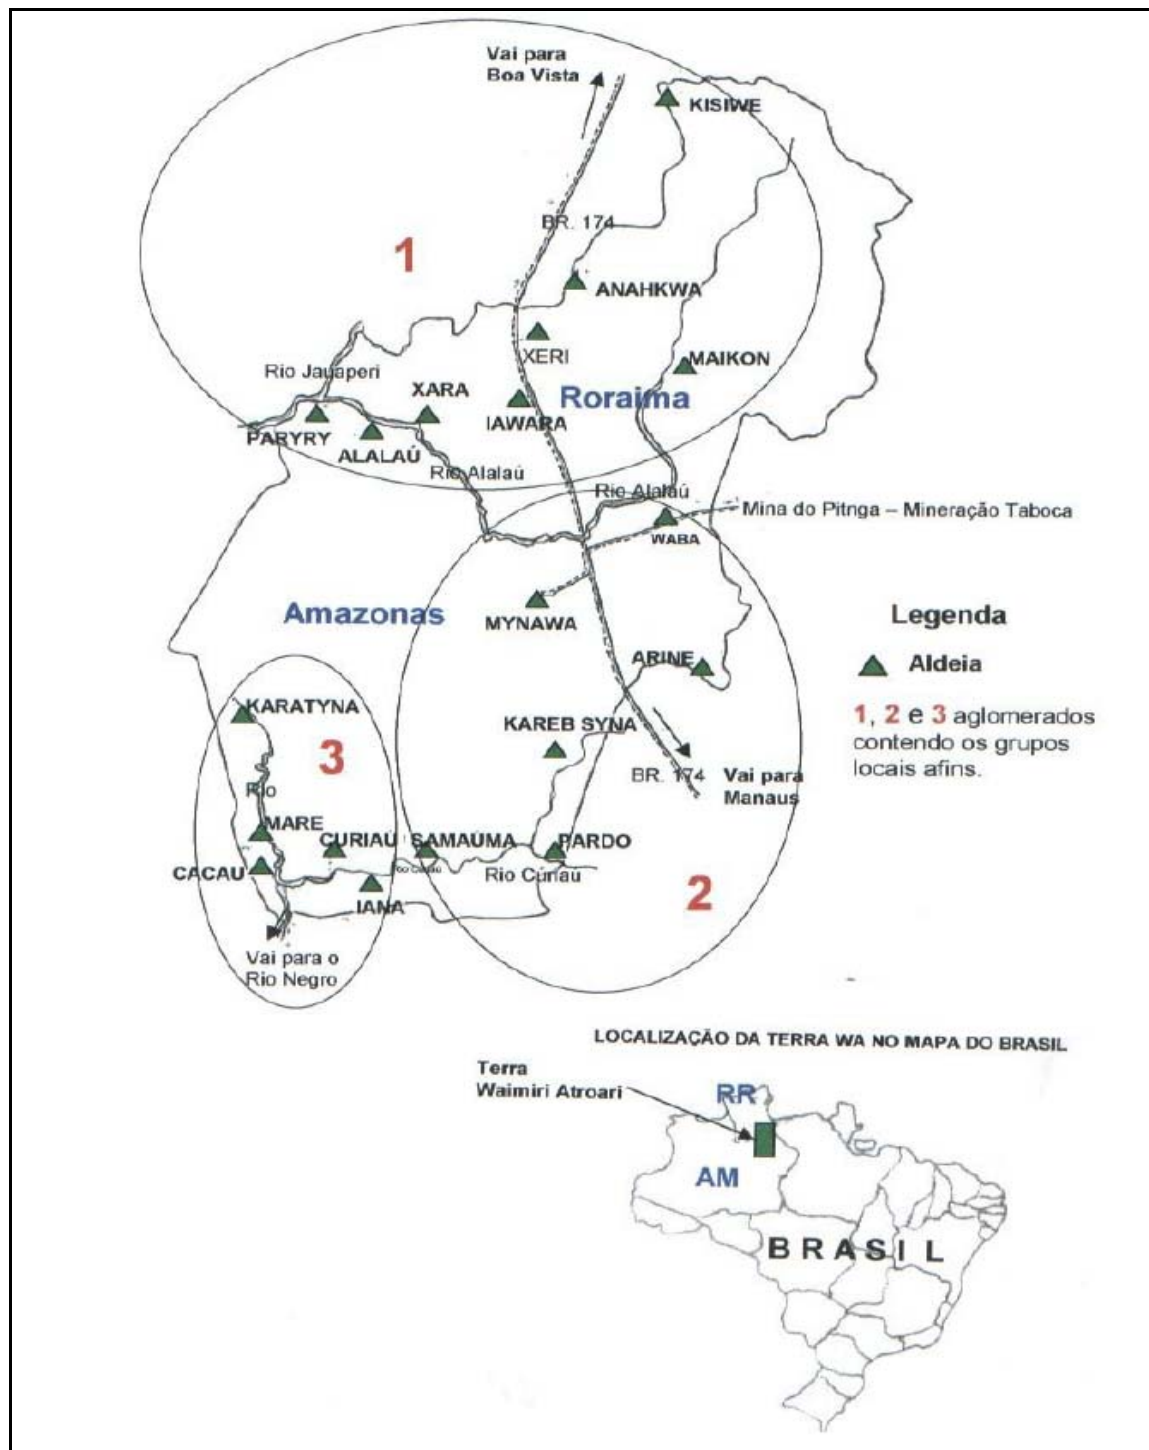 Vai para
Boa Vista
KISIWE
BR. 174
1
ANAHKWA
XERI
MAIKON
Rio Jauaperi
XARA
Roraima
IAWARA
PARYRY
ALALAÚ
Rio Alalaú
Rio Alalaú
Mina do Pitnga – Mineração Taboca
WABA
Amazonas
MYNAWA
Legenda
ARINE
Aldeia
KARATYNA
KAREB SYNA
1, 2 e 3 aglomerados
contendo os grupos
locais afins.
3
BR. 174
Vai para
Manaus
Rio
MARE
CURIAÚ
SAMAÚMA
PARDO
CACAU
Rio Curiaú
IANA
2
Vai para o
Rio Negro
LOCALIZAÇÃO DA TERRA WA NO MAPA DO BRASIL
Terra
Waimiri Atroari
RR
AM
BRASIL